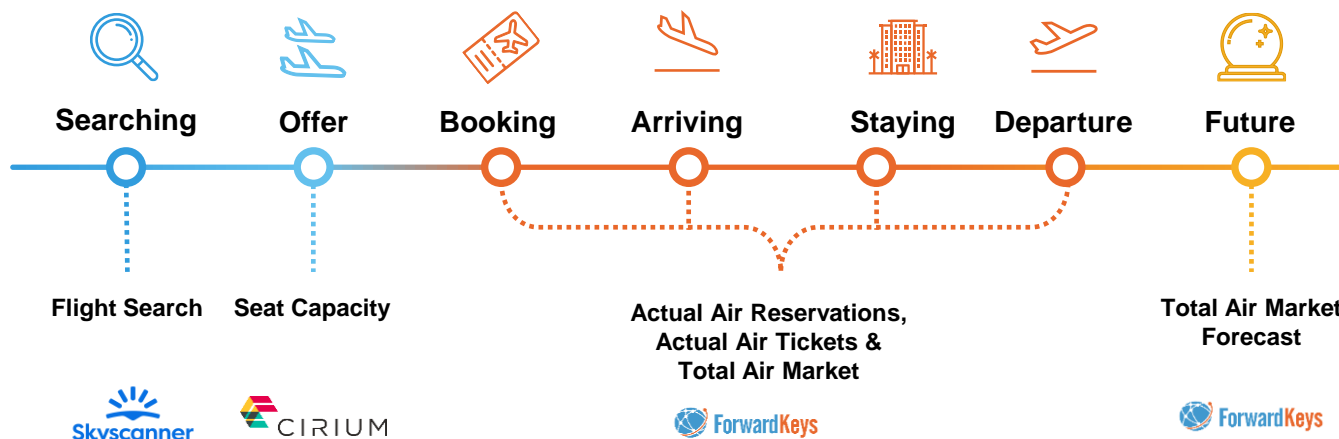 Searching Offer Booking Arriving Staying Departure Future
Flight Search Seat Capacity
Actual Air Reservations,
Actual Air Tickets &
Total Air Market
Total Air Market
Forecast
Skyscanner
CIRIUM
ForwardKeys
ForwardKeys